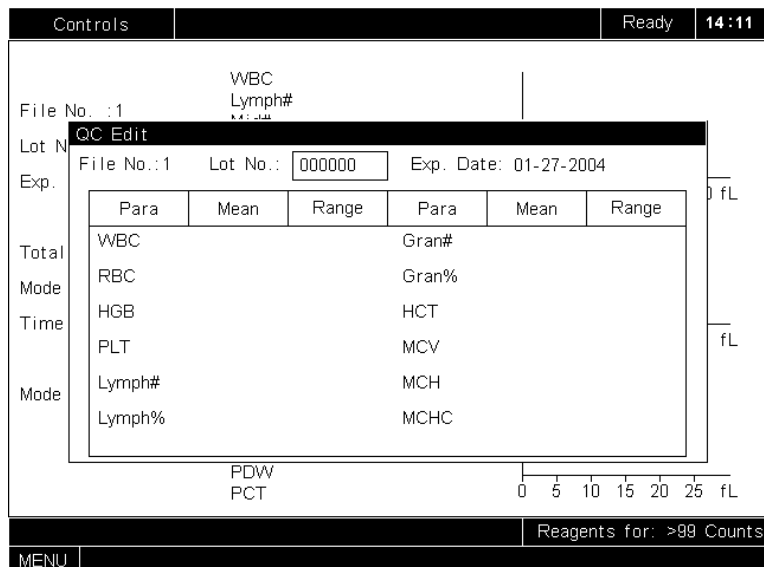 Controls Ready 14:11
WBC
Lymph#
File No. :1
Lot N
Exp. fL
QC Edit
File No.:1 Lot No.: 000000 Exp. Date: 01-27-2004
Para Mean Range Para Mean Range
WBC Gran#
RBC Gran%
HGB HCT
PLT MCV
Lymph# MCH
Lymph% MCHC
Total
Mode
Time
fL
Mode
PDW
PCT 0 5 10 15 20 25 fL
Reagents for: >99 Counts
MENU